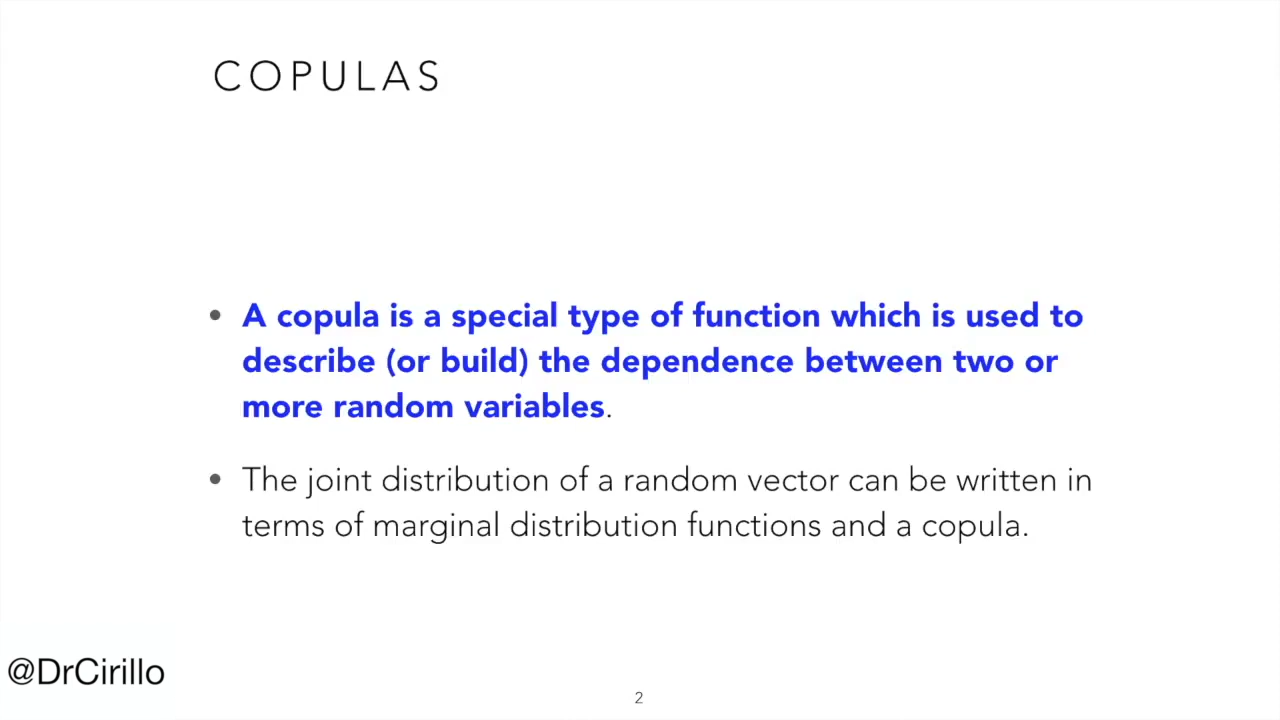 COPULAS
• A copula is a special type of function which is used to
describe (or build) the dependence between two or
more random variables.
• The joint distribution of a random vector can be written in
terms of marginal distribution functions and a copula.
@DrCirillo
2